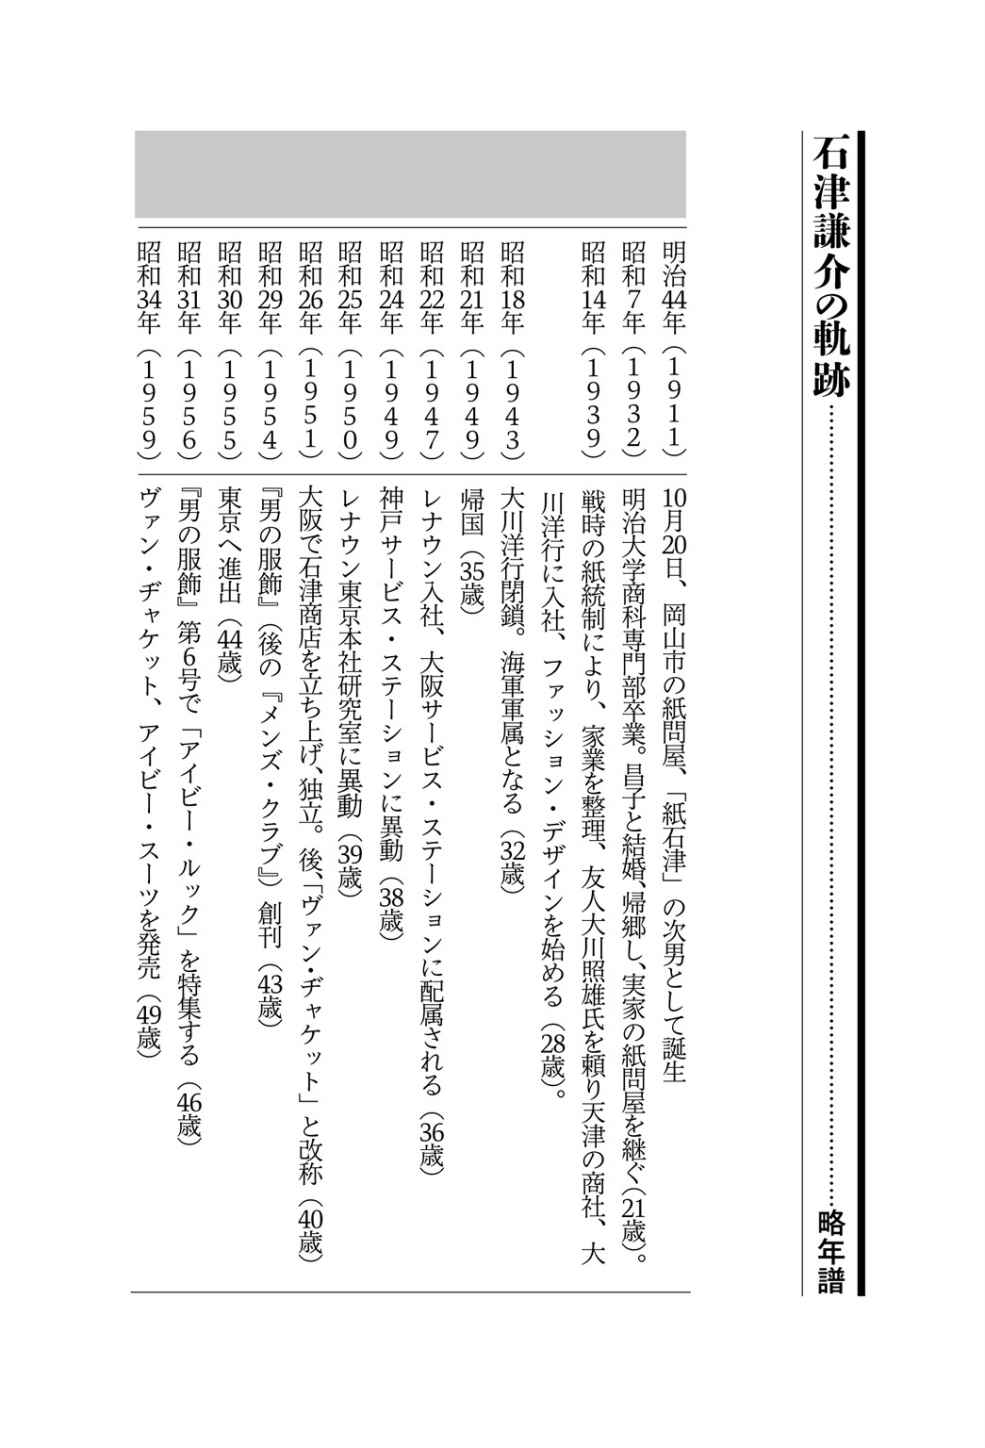 石津謙介の軌跡……………………略年譜
明治44年（1911）　10月20日、岡山市の紙問屋、「紙石津」の次男として誕生
昭和7年（1932）　明治大学商科専門部卒業。昌子と結婚、帰郷し、実家の紙問屋を継ぐ（21歳）。
昭和14年（1939）　戦時の紙統制により、家業を整理、友人大川照雄氏を頼り天津の商社、大
川洋行に入社、ファッション・デザインを始める（28歳）。
昭和18年（1943）　大川洋行閉鎖。海軍軍属となる（32歳）
昭和21年（1949）　帰国（35歳）
昭和22年（1947）　レナウン入社、大阪サービス・ステーションに配属される（36歳）
昭和24年（1949）　神戸サービス・ステーションに異動（38歳）
昭和25年（1950）　レナウン東京本社研究室に異動（39歳）
昭和26年（1951）　大阪で石津商店を立ち上げ、独立。後、「ヴァン・ヂャケット」と改称（40歳）
昭和29年（1954）　『男の服飾』（後の『メンズ・クラブ』）創刊（43歳）
昭和30年（1955）　東京へ進出（44歳）
昭和31年（1956）　『男の服飾』第6号で「アイビー・ルック」を特集する（46歳）
昭和34年（1959）　ヴァン・ヂャケット、アイビー・スーツを発売（49歳）